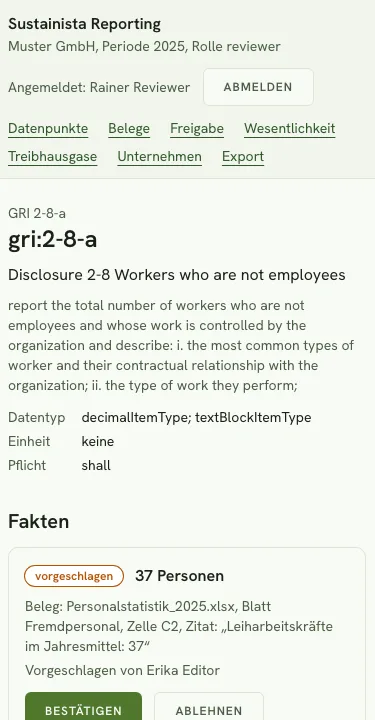 Sustainista Reporting
Muster GmbH, Periode 2025, Rolle reviewer
Angemeldet: Rainer Reviewer ABMELDEN
Datenpunkte Belege Freigabe Wesentlichkeit
Treibhausgase Unternehmen Export
GRI 2-8-a
gri:2-8-a
Disclosure 2-8 Workers who are not employees
report the total number of workers who are not
employees and whose work is controlled by the
organization and describe: i. the most common types of
worker and their contractual relationship with the
organization; ii. the type of work they perform;
Datentyp decimalItemType; textBlockItemType
Einheit keine
Pflicht shall
Fakten
vorgeschlagen 37 Personen
Beleg: Personalstatistik_2025.xlsx, Blatt
Fremdpersonal, Zelle C2, Zitat: „Leiharbeitskräfte
im Jahresmittel: 37“
Vorgeschlagen von Erika Editor
BESTÄTIGEN ABLEHNEN